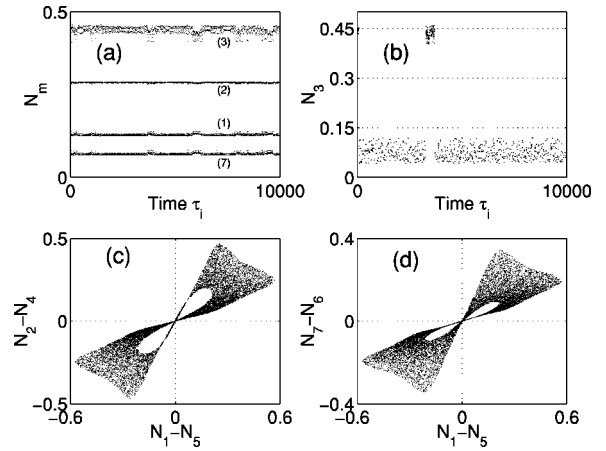 0.5
(a)
(3)
(2)
(1)
(7)
0
N_m
0
10000
Time τ_i
0.45
(b)
0.3
0.15
0
N_3
0
10000
Time τ_i
0.5
(c)
0
−0.5
N_2−N_4
−0.6
0
0.6
N_1−N_5
0.4
(d)
0
−0.4
N_7−N_6
−0.6
0
0.6
N_1−N_5